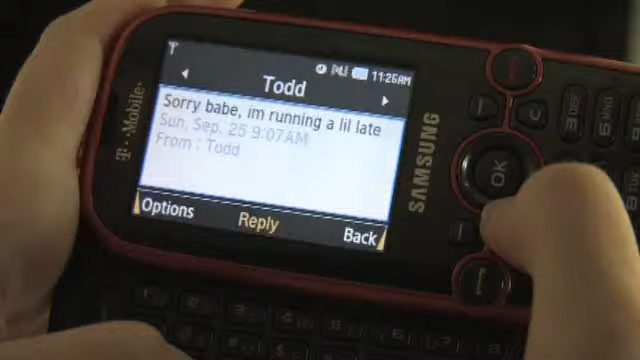 11:26AM
Todd
Sorry babe, im running a lil late
Sun, Sep. 25 9:07AM
From : Todd
Options Reply Back
T·Mobile·
SAMSUNG
OK